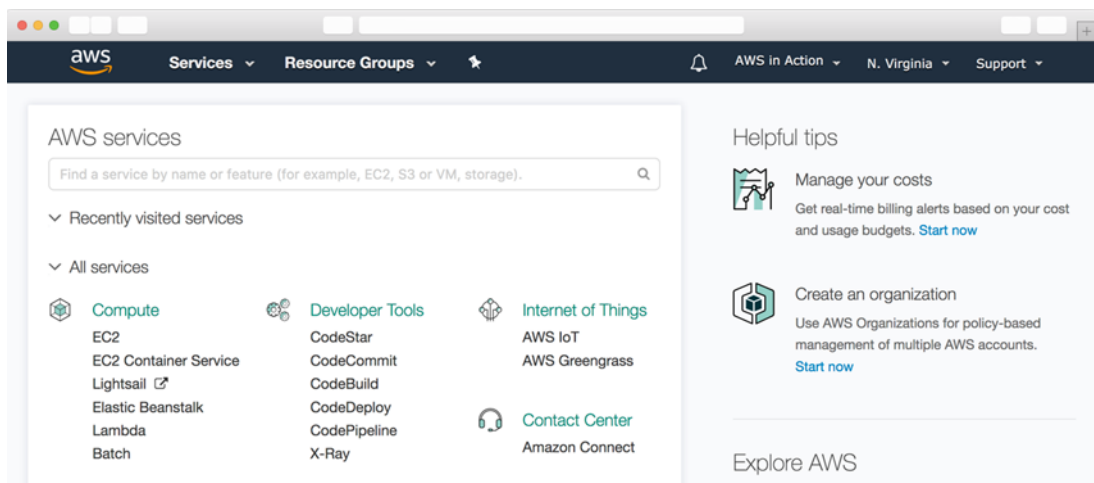 aws
Services
Resource Groups
AWS in Action
N. Virginia
Support
AWS services
Find a service by name or feature (for example, EC2, S3 or VM, storage).
Recently visited services
All services
Compute
EC2
EC2 Container Service
Lightsail
Elastic Beanstalk
Lambda
Batch
Developer Tools
CodeStar
CodeCommit
CodeBuild
CodeDeploy
CodePipeline
X-Ray
Internet of Things
AWS IoT
AWS Greengrass
Contact Center
Amazon Connect
Helpful tips
Manage your costs
Get real-time billing alerts based on your cost
and usage budgets. Start now
Create an organization
Use AWS Organizations for policy-based
management of multiple AWS accounts.
Start now
Explore AWS